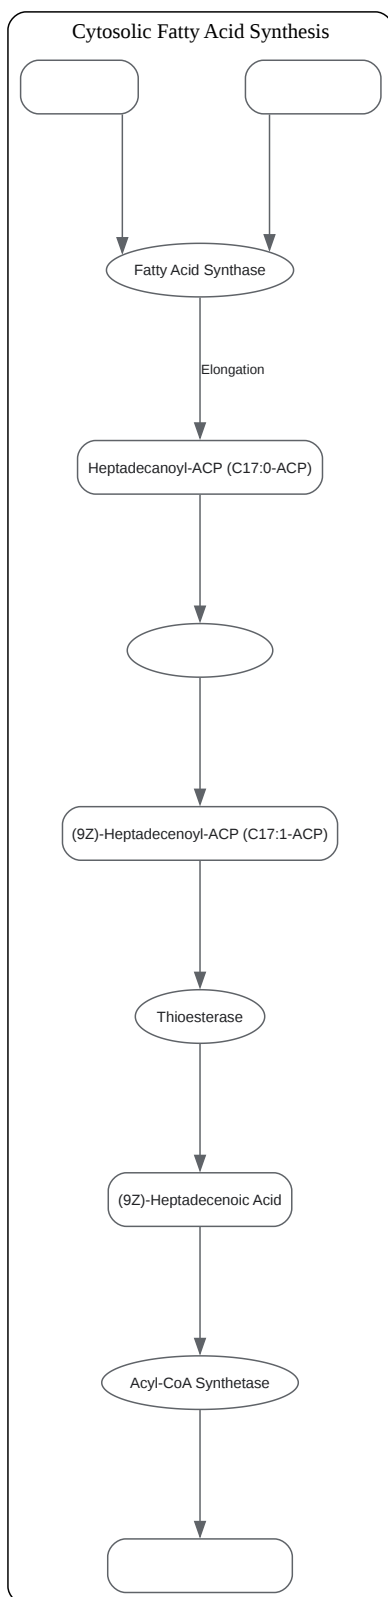 Cytosolic Fatty Acid Synthesis
Fatty Acid Synthase
Elongation
Heptadecanoyl-ACP (C17:0-ACP)
(9Z)-Heptadecenoyl-ACP (C17:1-ACP)
Thioesterase
(9Z)-Heptadecenoic Acid
Acyl-CoA Synthetase